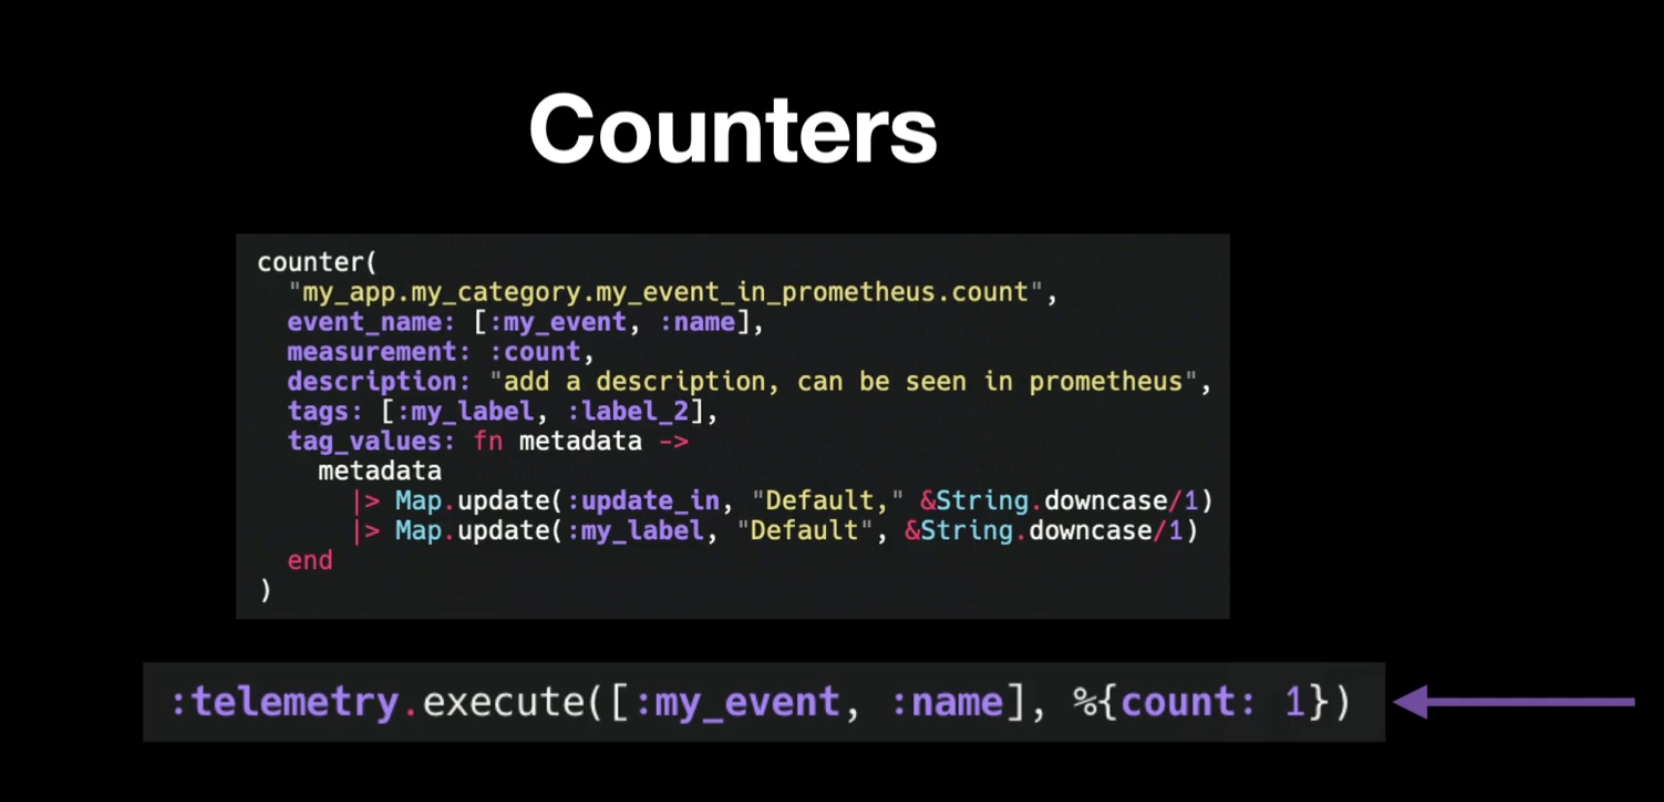 Counters
counter(
  "my_app.my_category.my_event_in_prometheus.count",
  event_name: [:my_event, :name],
  measurement: :count,
  description: "add a description, can be seen in prometheus",
  tags: [:my_label, :label_2],
  tag_values: fn metadata ->
    metadata
      |> Map.update(:update_in, "Default," &String.downcase/1)
      |> Map.update(:my_label, "Default", &String.downcase/1)
  end
)
:telemetry.execute([:my_event, :name], %{count: 1})